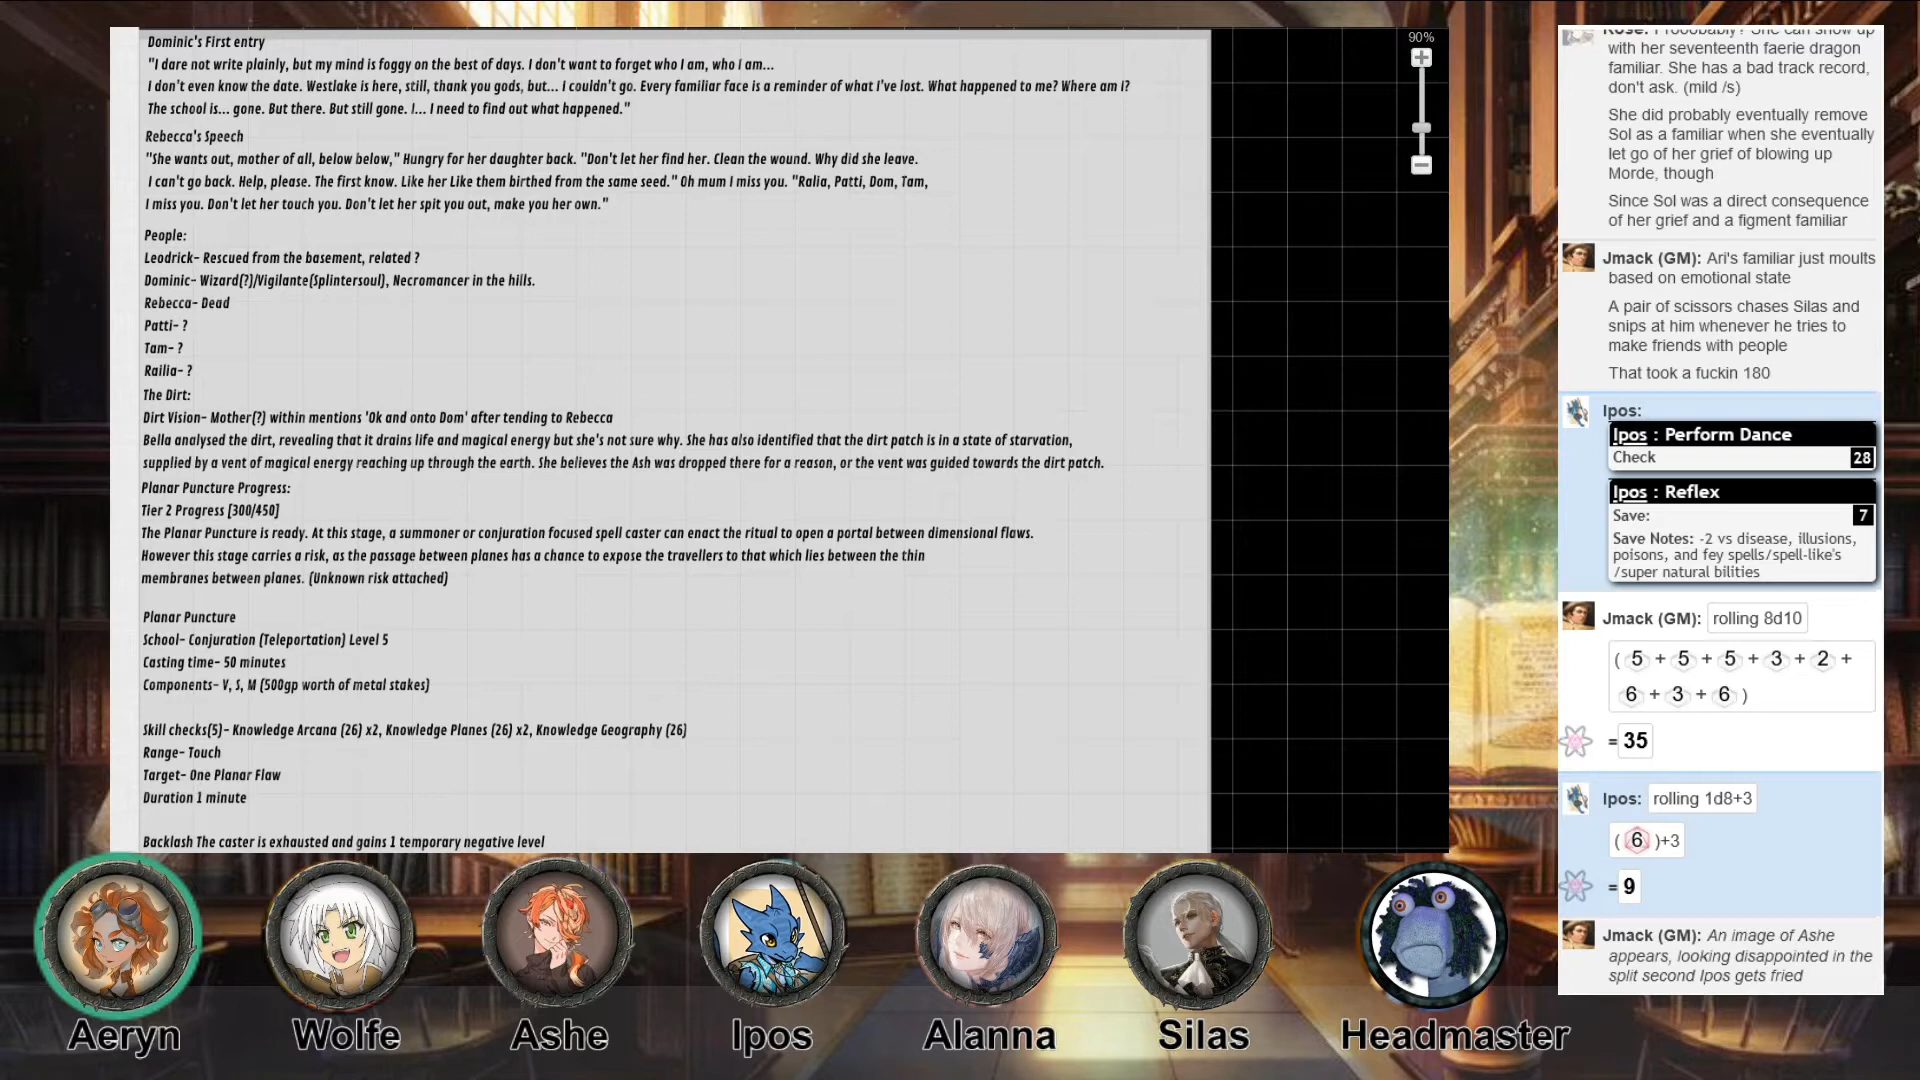 Dominic's First entry
"I dare not write plainly, but my mind is foggy on the best of days. I don't want to forget who I am, who I am...
I don't even know the date. Westlake is here, still, thank you gods, but... I couldn't go. Every familiar face is a reminder of what I've lost. What happened to me? Where am I?
The school is... gone. But there. But still gone. I... I need to find out what happened."
Rebecca's Speech
"She wants out, mother of all, below below," Hungry for her daughter back. "Don't let her find her. Clean the wound. Why did she leave.
I can't go back. Help, please. The first know. Like her Like them birthed from the same seed." Oh mum I miss you. "Ralia, Patti, Dom, Tam,
I miss you. Don't let her touch you. Don't let her spit you out, make you her own."
People:
Leodrick- Rescued from the basement, related ?
Dominic- Wizard(?)/Vigilante(Splintersoul), Necromancer in the hills.
Rebecca- Dead
Patti- ?
Tam- ?
Railia- ?
The Dirt:
Dirt Vision- Mother(?) within mentions 'Ok and onto Dom' after tending to Rebecca
Bella analysed the dirt, revealing that it drains life and magical energy but she's not sure why. She has also identified that the dirt patch is in a state of starvation,
supplied by a vent of magical energy reaching up through the earth. She believes the Ash was dropped there for a reason, or the vent was guided towards the dirt patch.
Planar Puncture Progress:
Tier 2 Progress [300/450]
The Planar Puncture is ready. At this stage, a summoner or conjuration focused spell caster can enact the ritual to open a portal between dimensional flaws.
However this stage carries a risk, as the passage between planes has a chance to expose the travellers to that which lies between the thin
membranes between planes. (Unknown risk attached)
Planar Puncture
School- Conjuration (Teleportation) Level 5
Casting time- 50 minutes
Components- V, S, M (500gp worth of metal stakes)
Skill checks(5)- Knowledge Arcana (26) x2, Knowledge Planes (26) x2, Knowledge Geography (26)
Range- Touch
Target- One Planar Flaw
Duration 1 minute
Backlash The caster is exhausted and gains 1 temporary negative level
90%
with her seventeenth faerie dragon
familiar. She has a bad track record,
don't ask. (mild /s)
She did probably eventually remove
Sol as a familiar when she eventually
let go of her grief of blowing up
Morde, though
Since Sol was a direct consequence
of her grief and a figment familiar
Jmack (GM): Ari's familiar just moults
based on emotional state
A pair of scissors chases Silas and
snips at him whenever he tries to
make friends with people
That took a fuckin 180
Ipos:
Ipos : Perform Dance
Check 28
Ipos : Reflex
Save: 7
Save Notes: -2 vs disease, illusions,
poisons, and fey spells/spell-like's
/super natural bilities
Jmack (GM): rolling 8d10
( 5 + 5 + 5 + 3 + 2 +
6 + 3 + 6 )
= 35
Ipos: rolling 1d8+3
( 6 )+3
= 9
Jmack (GM): An image of Ashe
appears, looking disappointed in the
split second Ipos gets fried
Aeryn
Wolfe
Ashe
Ipos
Alanna
Silas
Headmaster